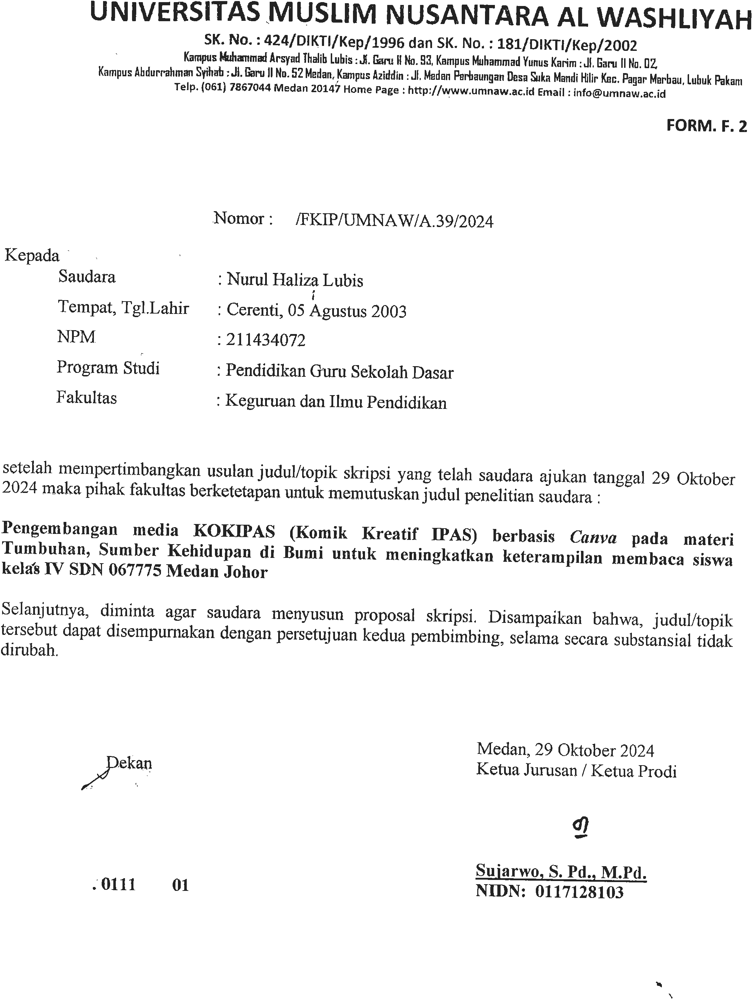 UNIVERSITAS MUSLIM NUSANTARA AL WASHLIYAH
SK. No. : 424/DIKTI/Kep/1996 dan SK. No. : 181/DIKTI/Kep/2002
Kampus Muhammad Arsyad Thalib Lubis : Jl. Garu II No. 93, Kampus Muhammad Yunus Karim : Jl. Garu II No. 02,
Kampus Abdurrahman Syihab : Jl. Garu II No. 52 Medan, Kampus Aziddin : Jl. Medan Perbaungan Desa Suka Mandi Hilir Kec. Pagar Merbau, Lubuk Pakam
Telp. (061) 7867044 Medan 20147 Home Page : http://www.umnaw.ac.id Email : info@umnaw.ac.id
FORM. F. 2
Nomor : /FKIP/UMNAW/A.39/2024
Kepada
Saudara : Nurul Haliza Lubis
Tempat, Tgl.Lahir : Cerenti, 05 Agustus 2003
NPM : 211434072
Program Studi : Pendidikan Guru Sekolah Dasar
Fakultas : Keguruan dan Ilmu Pendidikan
setelah mempertimbangkan usulan judul/topik skripsi yang telah saudara ajukan tanggal 29 Oktober
2024 maka pihak fakultas berketetapan untuk memutuskan judul penelitian saudara :
Pengembangan media KOKIPAS (Komik Kreatif IPAS) berbasis Canva pada materi
Tumbuhan, Sumber Kehidupan di Bumi untuk meningkatkan keterampilan membaca siswa
kelas IV SDN 067775 Medan Johor
Selanjutnya, diminta agar saudara menyusun proposal skripsi. Disampaikan bahwa, judul/topik
tersebut dapat disempurnakan dengan persetujuan kedua pembimbing, selama secara substansial tidak
dirubah.
Medan, 29 Oktober 2024
Dekan
Ketua Jurusan / Ketua Prodi
Sujarwo, S. Pd., M.Pd.
0111 01
NIDN: 0117128103